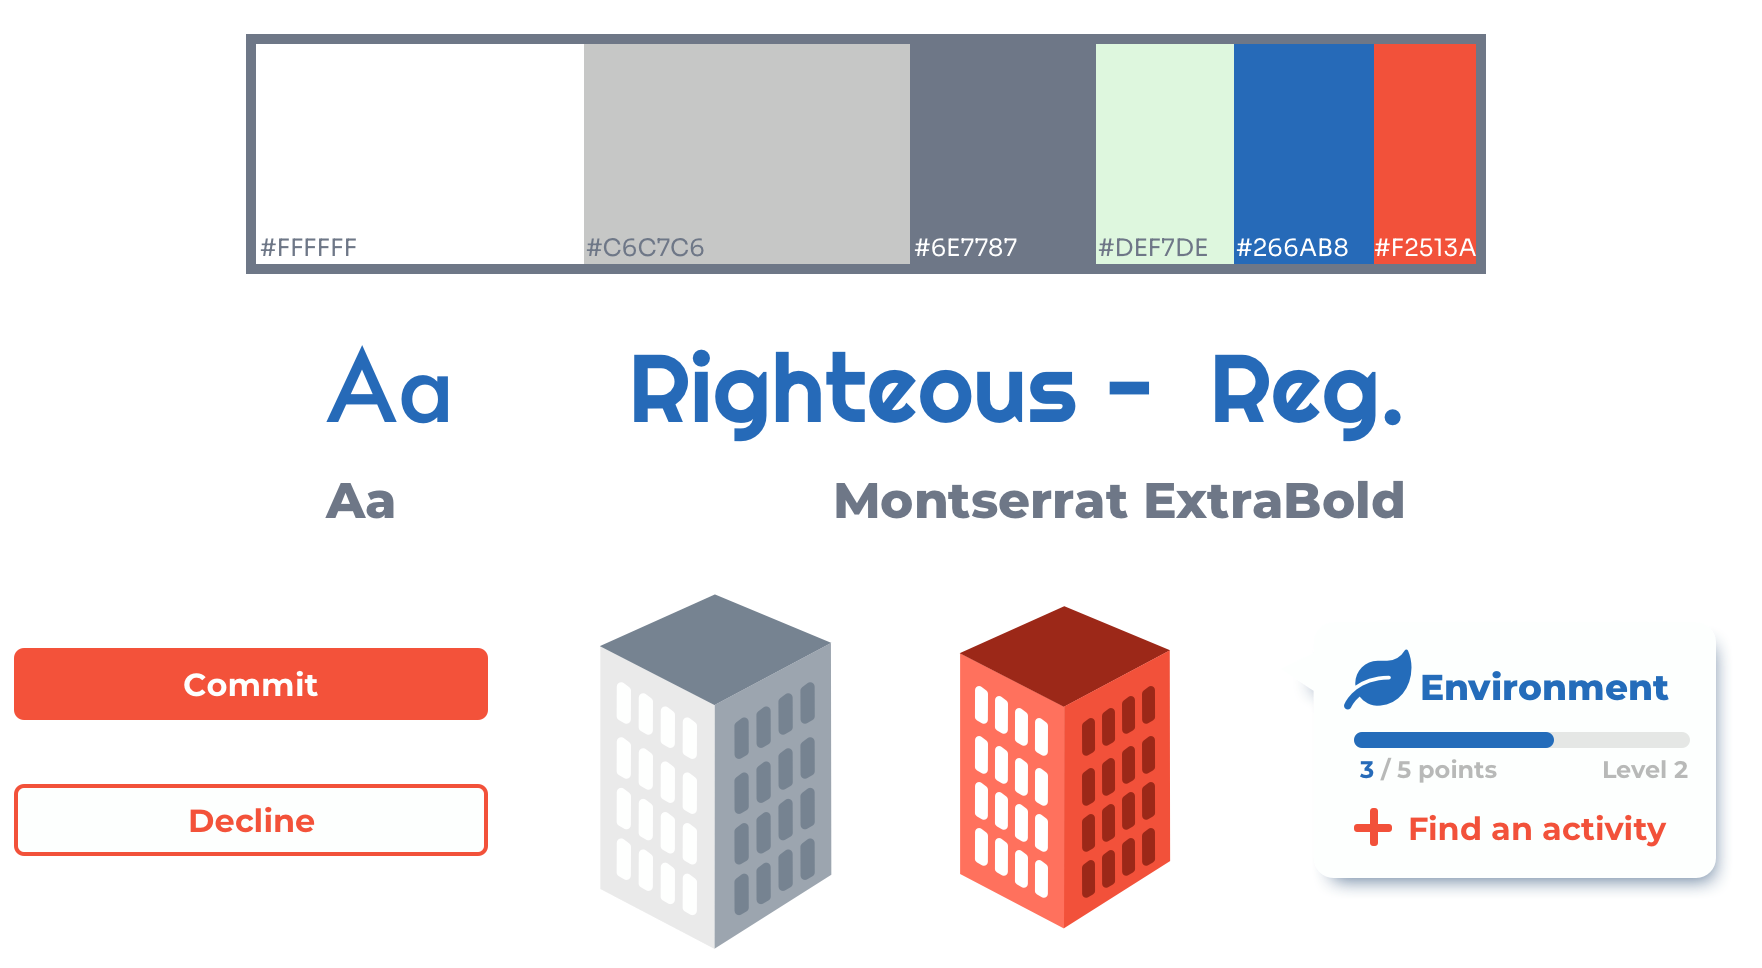 #FFFFFF #C6C7C6 #6E7787 #DEF7DE #266AB8 #F2513A
Aa Righteous - Reg.
Aa Montserrat ExtraBold
Commit
Decline
Environment
3 / 5 points Level 2
Find an activity